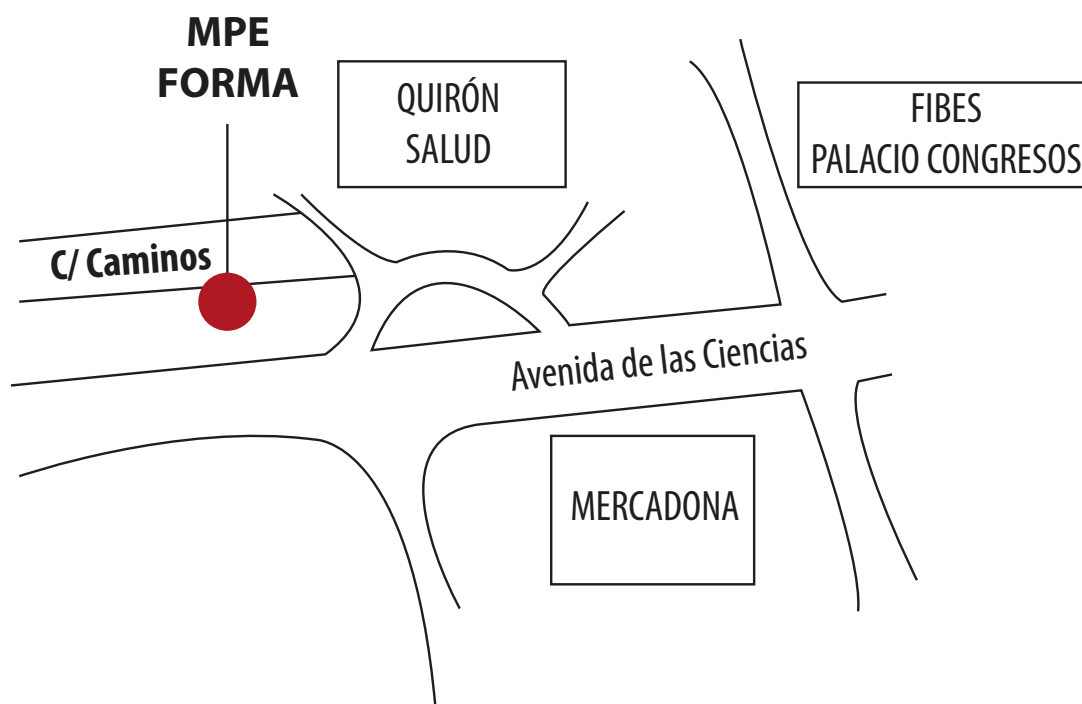 MPE
FORMA
QUIRÓN
SALUD
FIBES
PALACIO CONGRESOS
C/ Caminos
Avenida de las Ciencias
MERCADONA